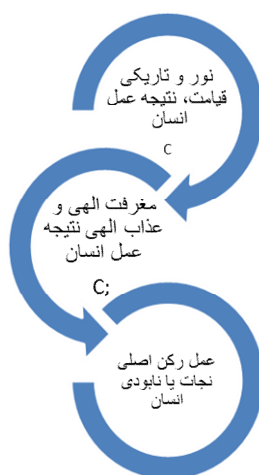 نور و تاریکی
قیامت، نتیجه عمل
انسان
c
مغرفت الهی و
عذاب الهی نتیجه
عمل انسان
C;
عمل رکن اصلی
نجات یا نابودی
انسان